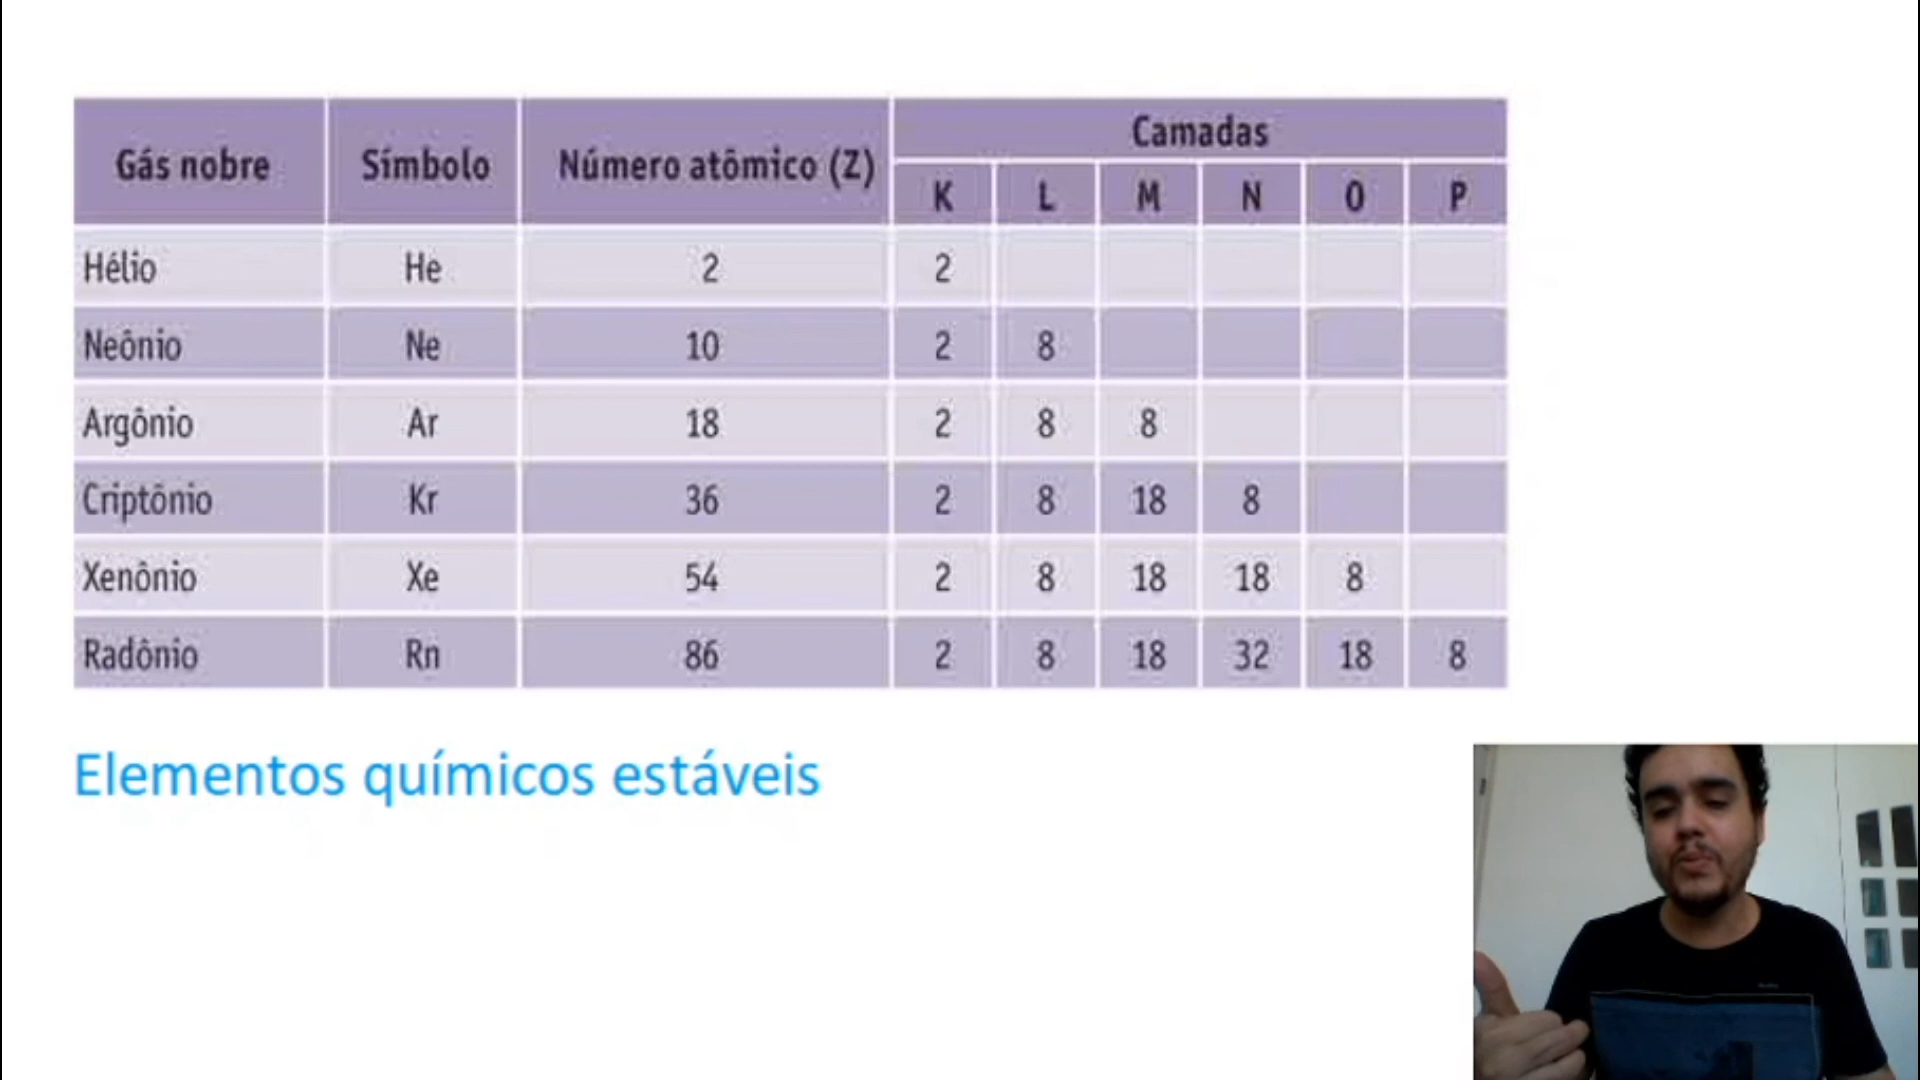 Gás nobre Símbolo Número atômico (Z) Camadas
K L M N O P
Hélio He 2 2
Neônio Ne 10 2 8
Argônio Ar 18 2 8 8
Criptônio Kr 36 2 8 18 8
Xenônio Xe 54 2 8 18 18 8
Radônio Rn 86 2 8 18 32 18 8
Elementos químicos estáveis